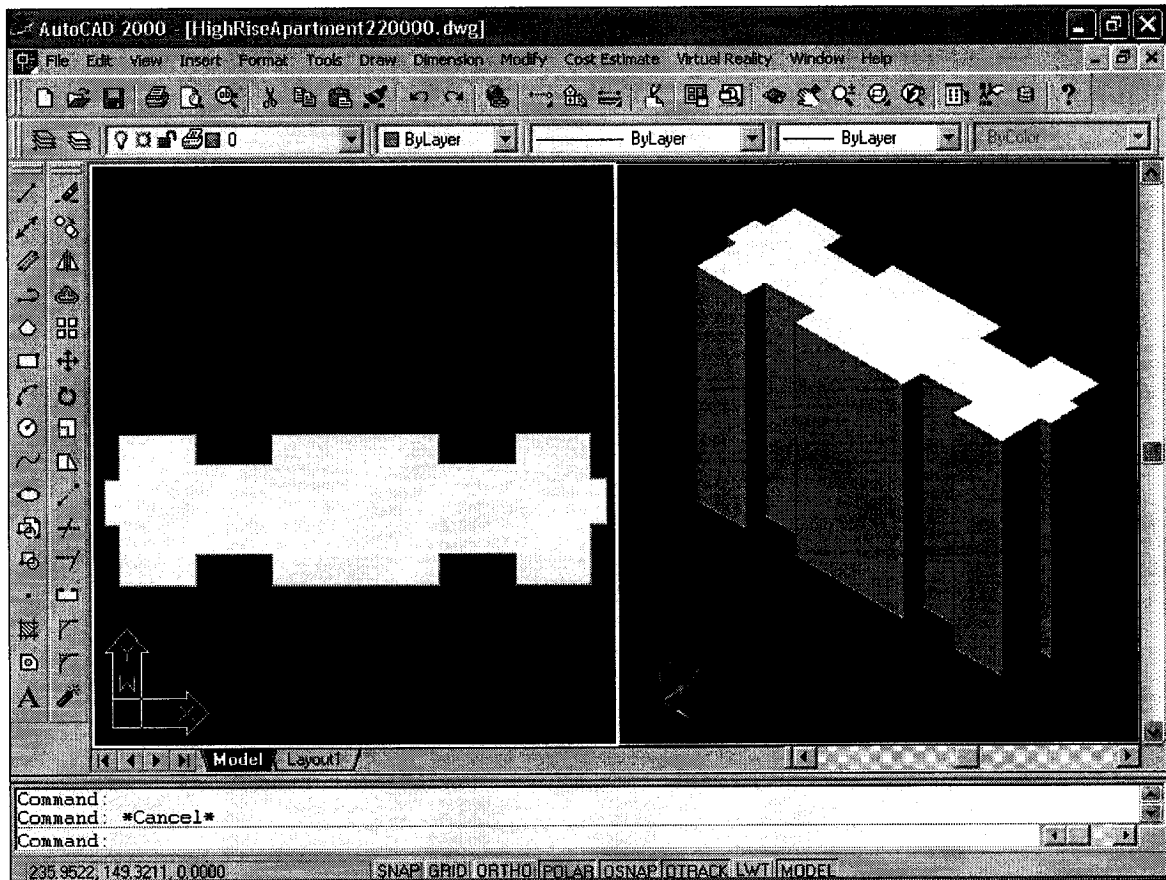 AutoCAD 2000 - [HighRiseApartment220000.dwg]
File Edit View Insert Format Tools Draw Dimension Modify Cost Estimate Virtual Reality Window Help
0 ByLayer ByLayer ByLayer ByColor
A
Y
W
X
Model Layout1
Command:
Command: *Cancel*
Command:
235.9522, 149.3211, 0.0000 SNAP GRID ORTHO POLAR OSNAP OTRACK LWT MODEL